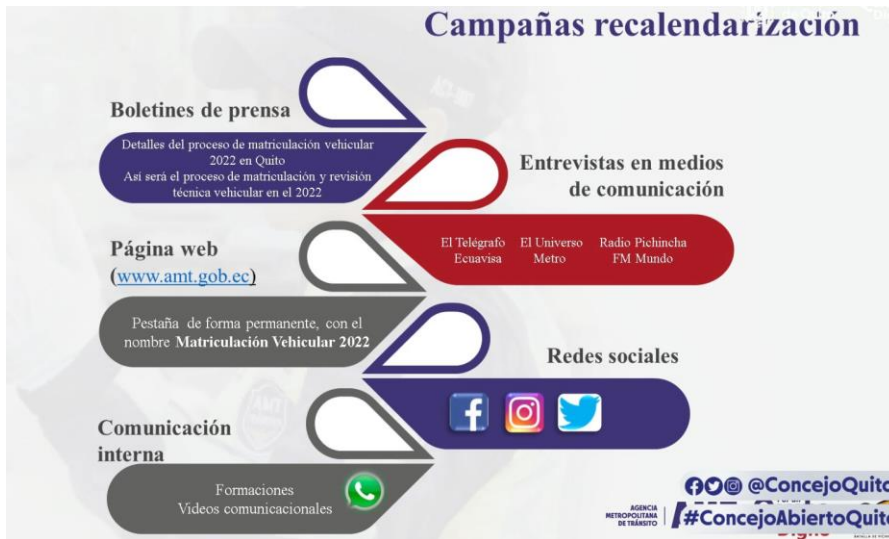 Campañas recalendarización
Boletines de prensa
Detalles del proceso de matriculación vehicular
2022 en Quito
Así será el proceso de matriculación y revisión
técnica vehicular en el 2022
Entrevistas en medios
de comunicación
El Telégrafo El Universo Radio Pichincha
Ecuavisa Metro FM Mundo
Página web
(www.amt.gob.ec)
Pestaña de forma permanente, con el
nombre Matriculación Vehicular 2022
Redes sociales
Comunicación
interna
Formaciones
Videos comunicacionales
@ConcejoQuito
AGENCIA
METROPOLITANA
DE TRÁNSITO
#ConcejoAbiertoQuito
Digno
AMT